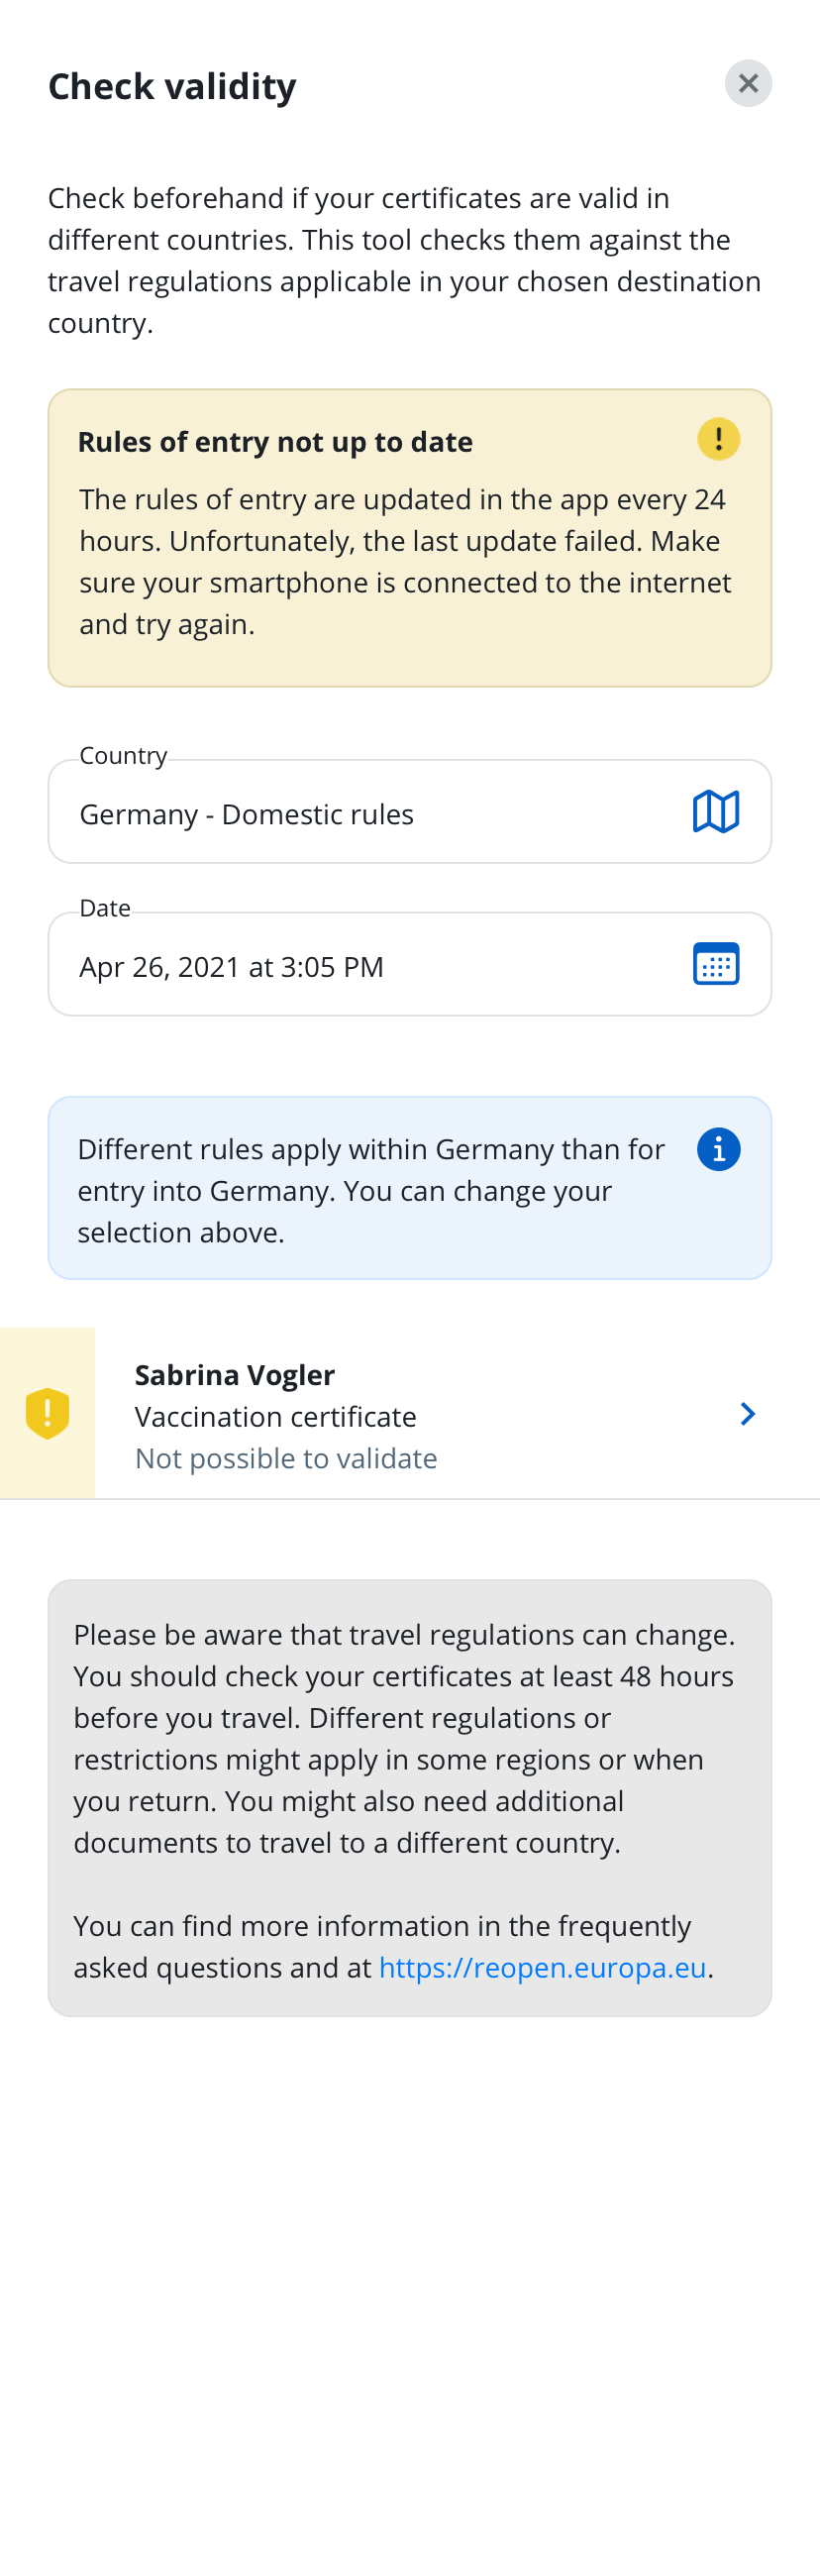 Check validity
Check beforehand if your certificates are valid in
different countries. This tool checks them against the
travel regulations applicable in your chosen destination
country.
Rules of entry not up to date
The rules of entry are updated in the app every 24
hours. Unfortunately, the last update failed. Make
sure your smartphone is connected to the internet
and try again.
Country
Germany - Domestic rules
Date
Apr 26, 2021 at 3:05 PM
Different rules apply within Germany than for
entry into Germany. You can change your
selection above.
Sabrina Vogler
Vaccination certificate
Not possible to validate
Please be aware that travel regulations can change.
You should check your certificates at least 48 hours
before you travel. Different regulations or
restrictions might apply in some regions or when
you return. You might also need additional
documents to travel to a different country.
You can find more information in the frequently
asked questions and at https://reopen.europa.eu.